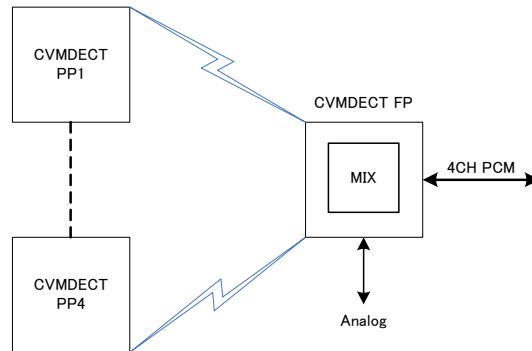 CVMDECT
PP1
CVMDECT FP
MIX
4CH PCM
CVMDECT
PP4
Analog